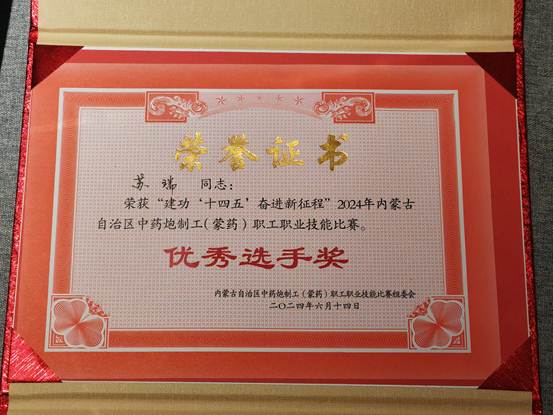 荣誉证书
苏瑞 同志：
荣获“建功‘十四五’奋进新征程”2024年内蒙古
自治区中药炮制工（蒙药）职工职业技能比赛。
优秀选手奖
内蒙古自治区中药炮制工（蒙药）职工职业技能比赛组委会
二〇二四年六月十四日